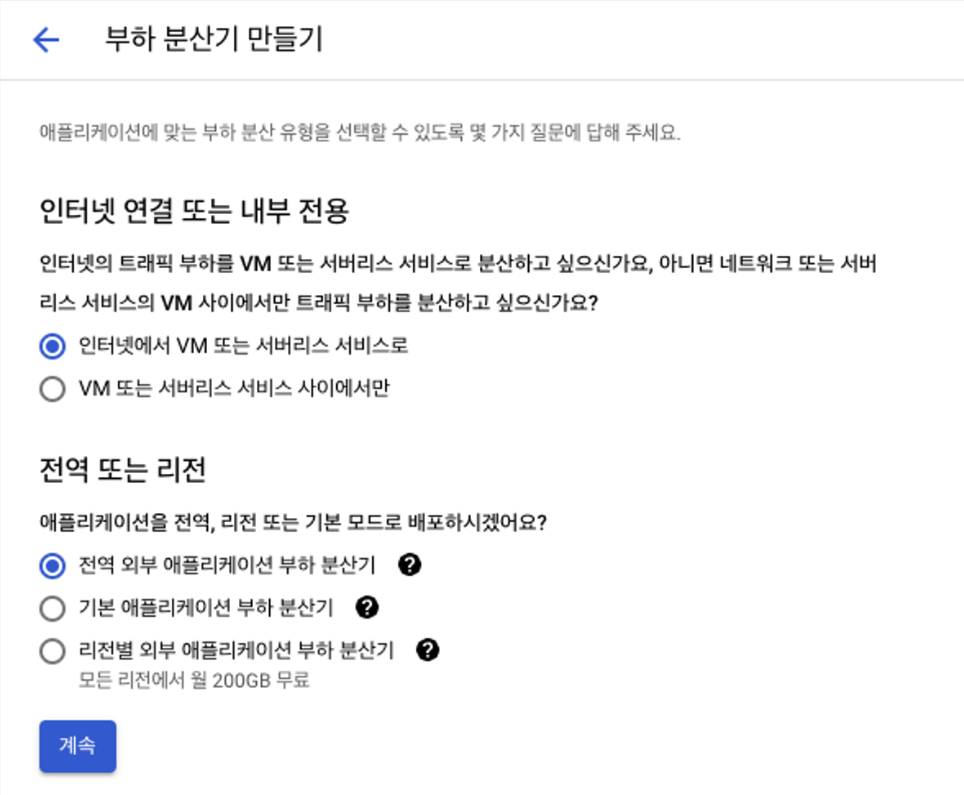 부하 분산기 만들기
애플리케이션에 맞는 부하 분산 유형을 선택할 수 있도록 몇 가지 질문에 답해 주세요.
인터넷 연결 또는 내부 전용
인터넷의 트래픽 부하를 VM 또는 서버리스 서비스로 분산하고 싶으신가요, 아니면 네트워크 또는 서버
리스 서비스의 VM 사이에서만 트래픽 부하를 분산하고 싶으신가요?
인터넷에서 VM 또는 서버리스 서비스로
VM 또는 서버리스 서비스 사이에서만
전역 또는 리전
애플리케이션을 전역, 리전 또는 기본 모드로 배포하시겠어요?
전역 외부 애플리케이션 부하 분산기 ?
기본 애플리케이션 부하 분산기 ?
리전별 외부 애플리케이션 부하 분산기 ?
모든 리전에서 월 200GB 무료
계속